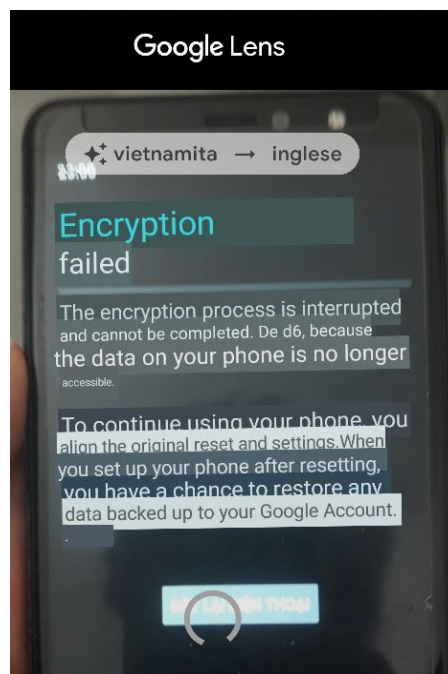 Google Lens
vietnamita → inglese
Encryption
failed
The encryption process is interrupted
and cannot be completed. De d6, because
the data on your phone is no longer
accessible.
To continue using your phone, you
align the original reset and settings.When
you set up your phone after resetting,
you have a chance to restore any
data backed up to your Google Account.
.
LẠI THOẠI